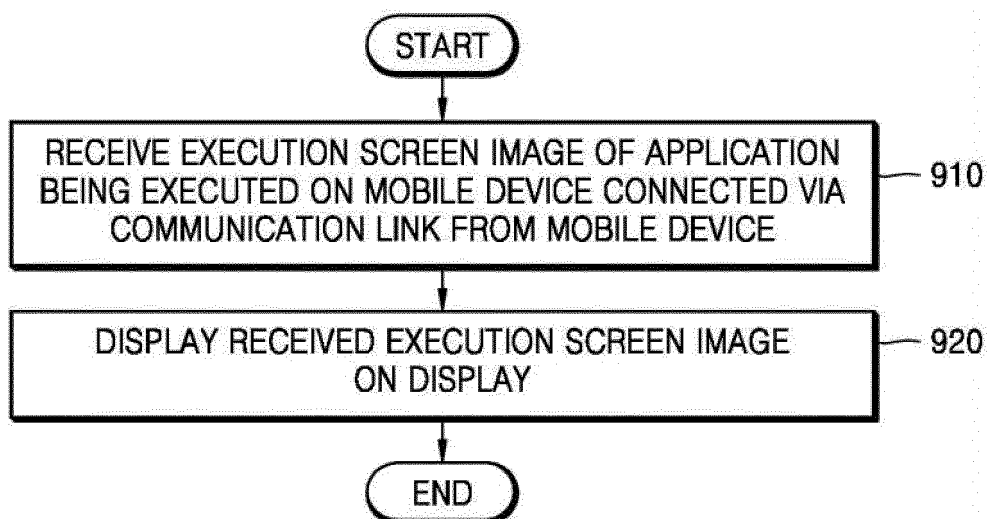 START
RECEIVE EXECUTION SCREEN IMAGE OF APPLICATION
BEING EXECUTED ON MOBILE DEVICE CONNECTED VIA
COMMUNICATION LINK FROM MOBILE DEVICE
910
DISPLAY RECEIVED EXECUTION SCREEN IMAGE
ON DISPLAY
920
END